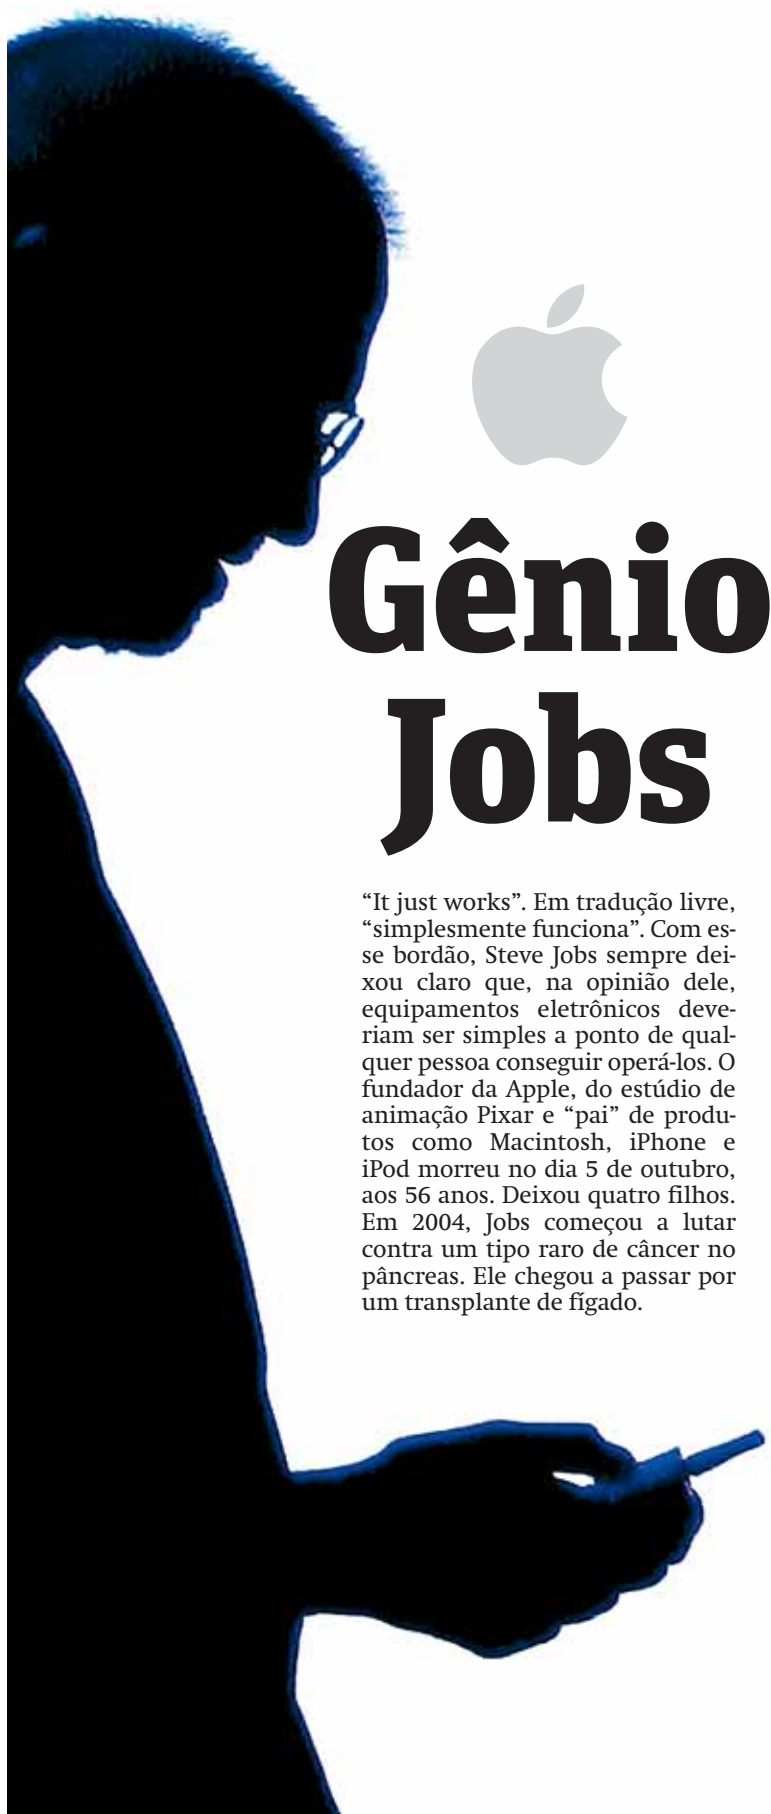 Gênio
Jobs
“It just works”. Em tradução livre,
“simplesmente funciona”. Com es-
se bordão, Steve Jobs sempre dei-
xou claro que, na opinião dele,
equipamentos eletrônicos deve-
riam ser simples a ponto de qual-
quer pessoa conseguir operá-los. O
fundador da Apple, do estúdio de
animação Pixar e “pai” de produ-
tos como Macintosh, iPhone e
iPod morreu no dia 5 de outubro,
aos 56 anos. Deixou quatro filhos.
Em 2004, Jobs começou a lutar
contra um tipo raro de câncer no
pâncreas. Ele chegou a passar por
um transplante de fígado.